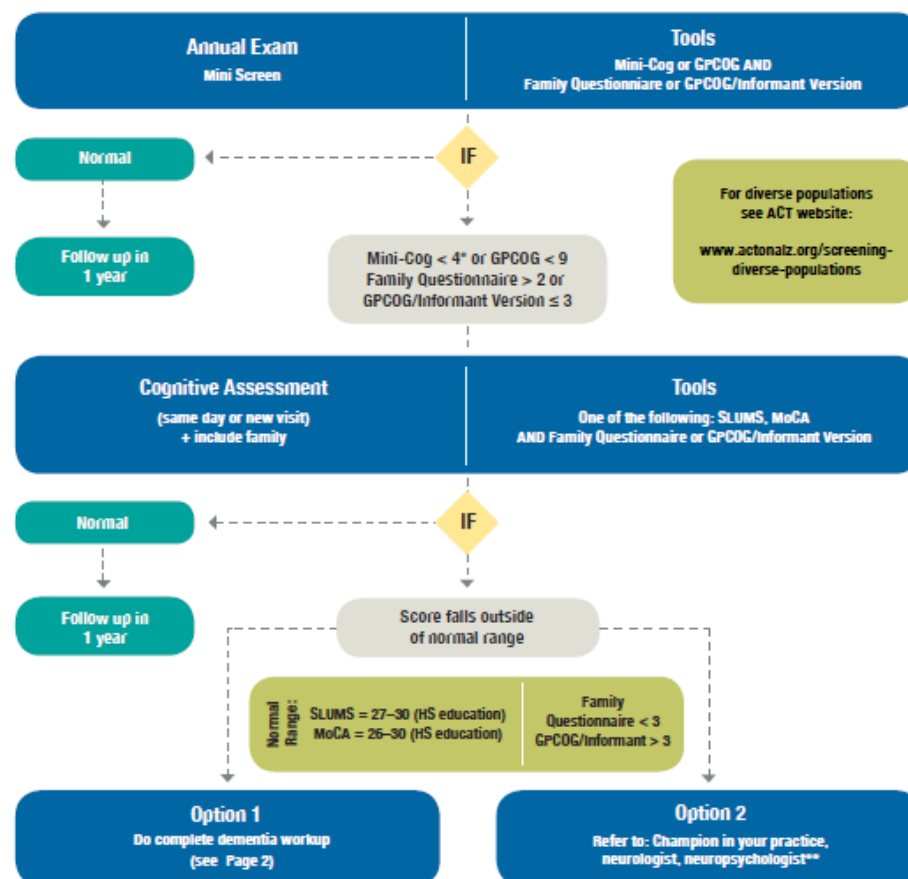 Annual Exam
Mini Screen
Tools
Mini-Cog or GPCOG AND
Family Questionniare or GPCOG/Informant Version
IF
Normal
Follow up in
1 year
For diverse populations
see ACT website:
www.actonalz.org/screening-
diverse-populations
Mini-Cog < 4* or GPCOG < 9
Family Questionnaire > 2 or
GPCOG/Informant Version ≤ 3
Cognitive Assessment
(same day or new visit)
+ include family
Tools
One of the following: SLUMS, MoCA
AND Family Questionnaire or GPCOG/Informant Version
IF
Normal
Follow up in
1 year
Score falls outside
of normal range
Normal
Range:
SLUMS = 27–30 (HS education)
MoCA = 26–30 (HS education)
Family
Questionnaire < 3
GPCOG/Informant > 3
Option 1
Do complete dementia workup
(see Page 2)
Option 2
Refer to: Champion in your practice,
neurologist, neuropsychologist**